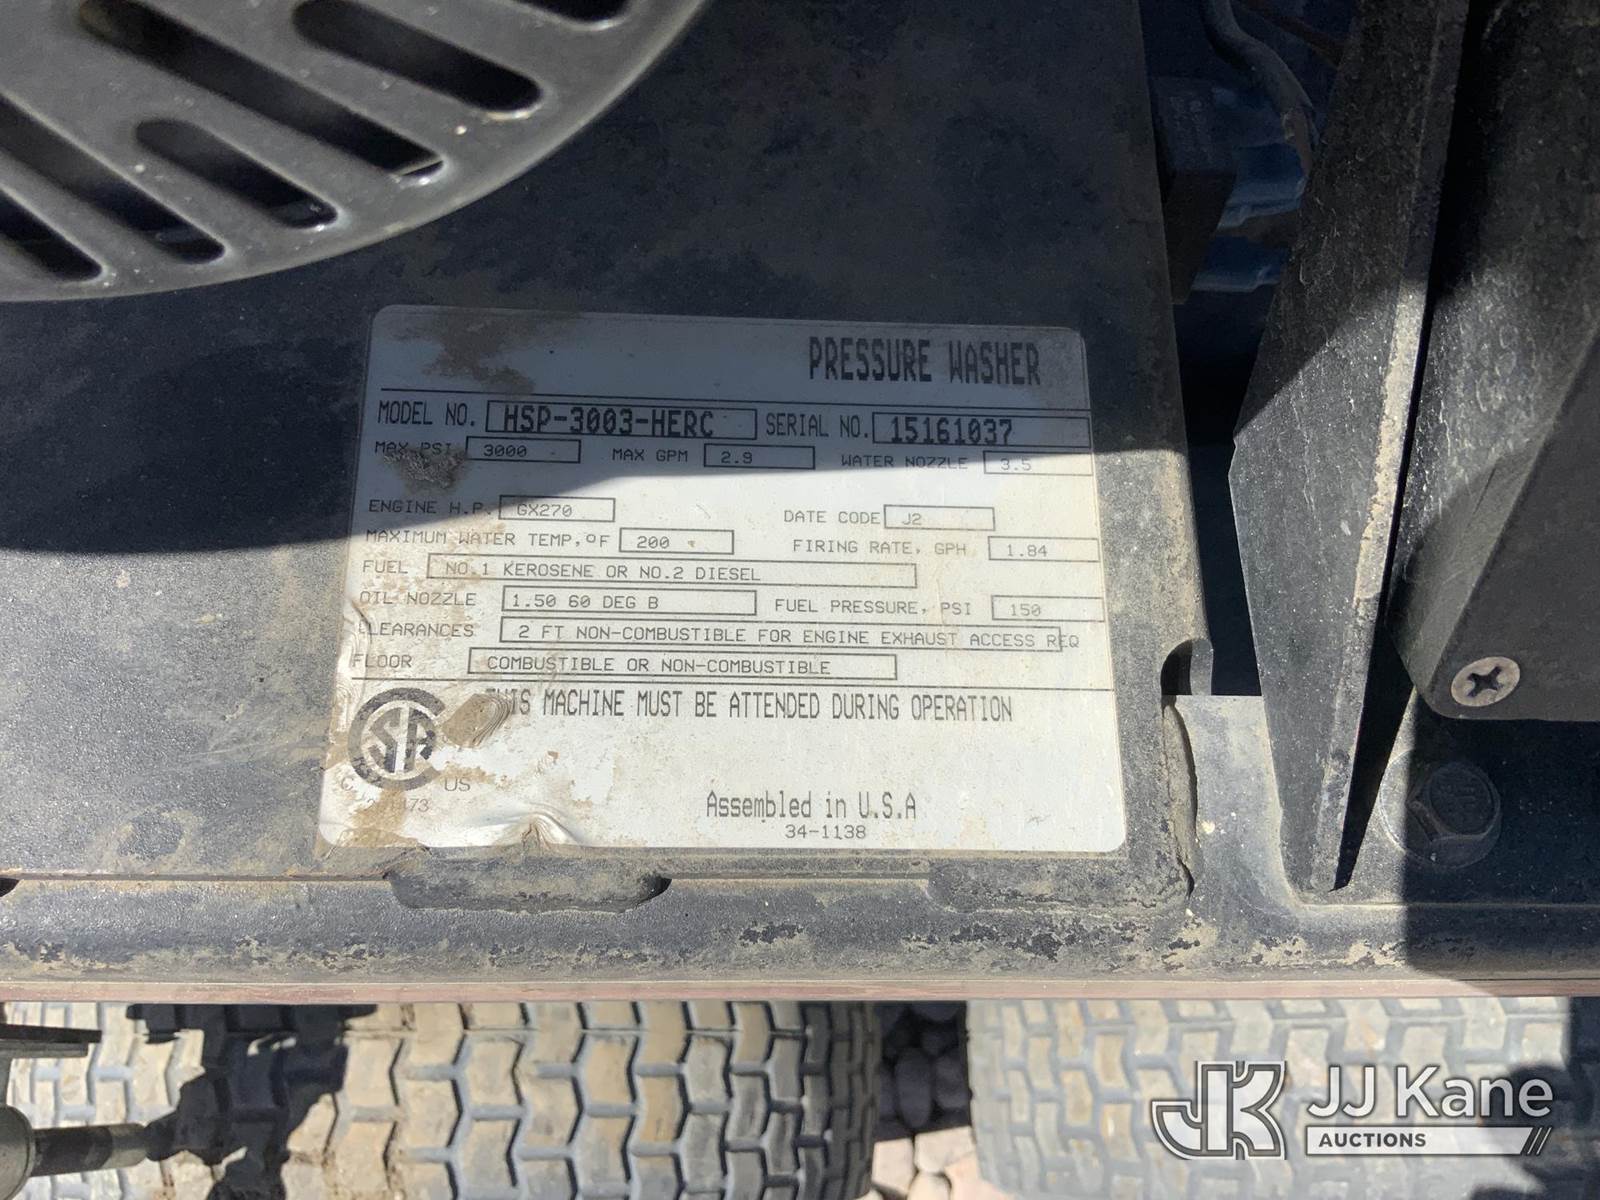 PRESSURE WASHER
MODEL NO. HSP-3003-HERC SERIAL NO. 15161037
MAX PSI 3000 MAX GPM 2.9 WATER NOZZLE 3.5
ENGINE H.P. GX270 DATE CODE J2
MAXIMUM WATER TEMP,°F 200 FIRING RATE, GPH 1.84
FUEL NO.1 KEROSENE OR NO.2 DIESEL
OIL NOZZLE 1.50 60 DEG B FUEL PRESSURE, PSI 150
CLEARANCES 2 FT NON-COMBUSTIBLE FOR ENGINE EXHAUST ACCESS REQ
FLOOR COMBUSTIBLE OR NON-COMBUSTIBLE
THIS MACHINE MUST BE ATTENDED DURING OPERATION
US
Assembled in U.S.A
34-1138
JK JJ Kane
AUCTIONS